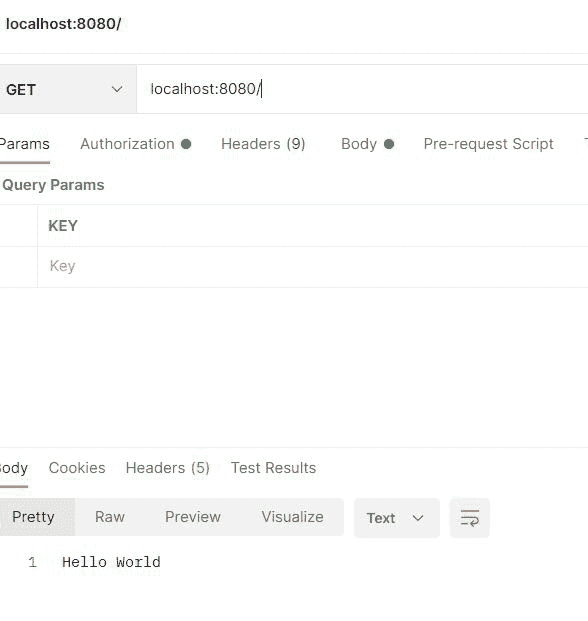 localhost:8080/
GET localhost:8080/
Params Authorization Headers (9) Body Pre-request Script
Query Params
KEY
Key
Body Cookies Headers (5) Test Results
Pretty Raw Preview Visualize Text
1 Hello World